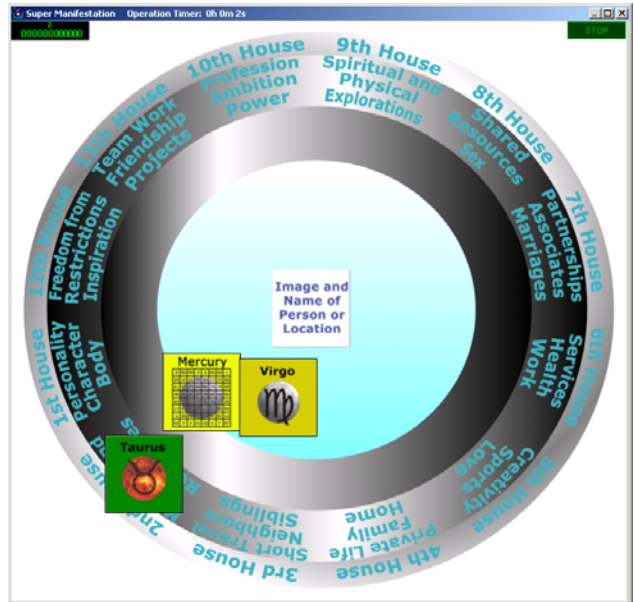 Super Manifestation Operation Timer: 0h 0m 2s
2
000000000000
STOP
10th House
Profession
Ambition
Power
9th House
Spiritual and
Physical
Explorations
8th House
Shared
Resources
Sex
7th House
Partnerships
Associates
Marriages
6th House
Services
Health
Work
5th House
Creativity
Sports
Love
4th House
Private Life
Family
Home
3rd House
Short Travel
Neighbors
Siblings
2nd
1st House
Personality
Character
Body
12th House
Freedom from
Restrictions
Inspiration
11th House
Team Work
Friendship
Projects
Image and
Name of
Person or
Location
Mercury
Virgo
Taurus